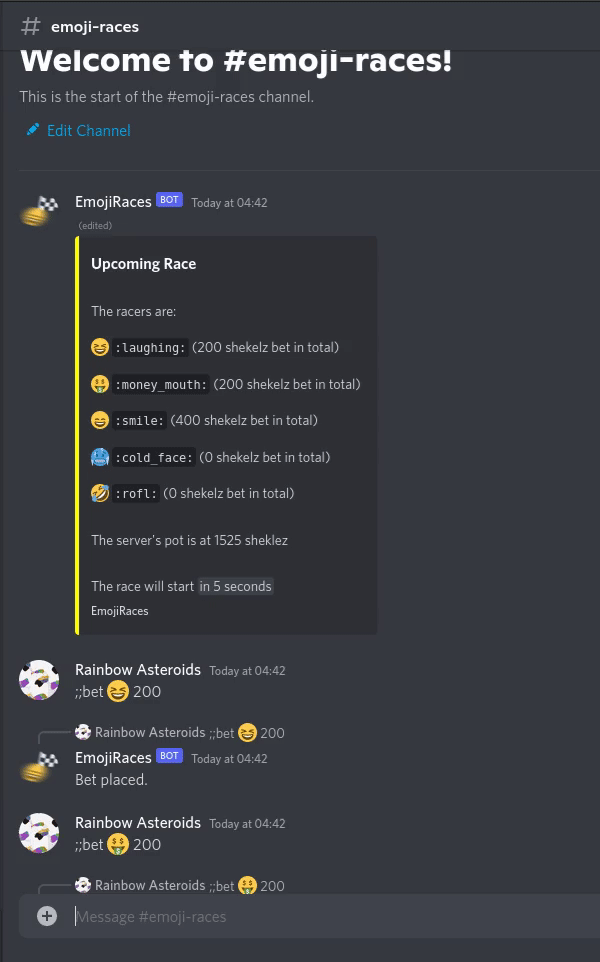 # emoji-races
Welcome to #emoji-races!
This is the start of the #emoji-races channel.
Edit Channel
EmojiRaces BOT Today at 04:42
(edited)
Upcoming Race
The racers are:
😆 :laughing: (200 shekelz bet in total)
🤑 :money_mouth: (200 shekelz bet in total)
😄 :smile: (400 shekelz bet in total)
🥶 :cold_face: (0 shekelz bet in total)
🤣 :rofl: (0 shekelz bet in total)
The server's pot is at 1525 sheklez
The race will start in 5 seconds
EmojiRaces
Rainbow Asteroids Today at 04:42
;;bet 😆 200
Rainbow Asteroids ;;bet 😆 200
EmojiRaces BOT Today at 04:42
Bet placed.
Rainbow Asteroids Today at 04:42
;;bet 🤑 200
Rainbow Asteroids ;;bet 🤑 200
Message #emoji-races